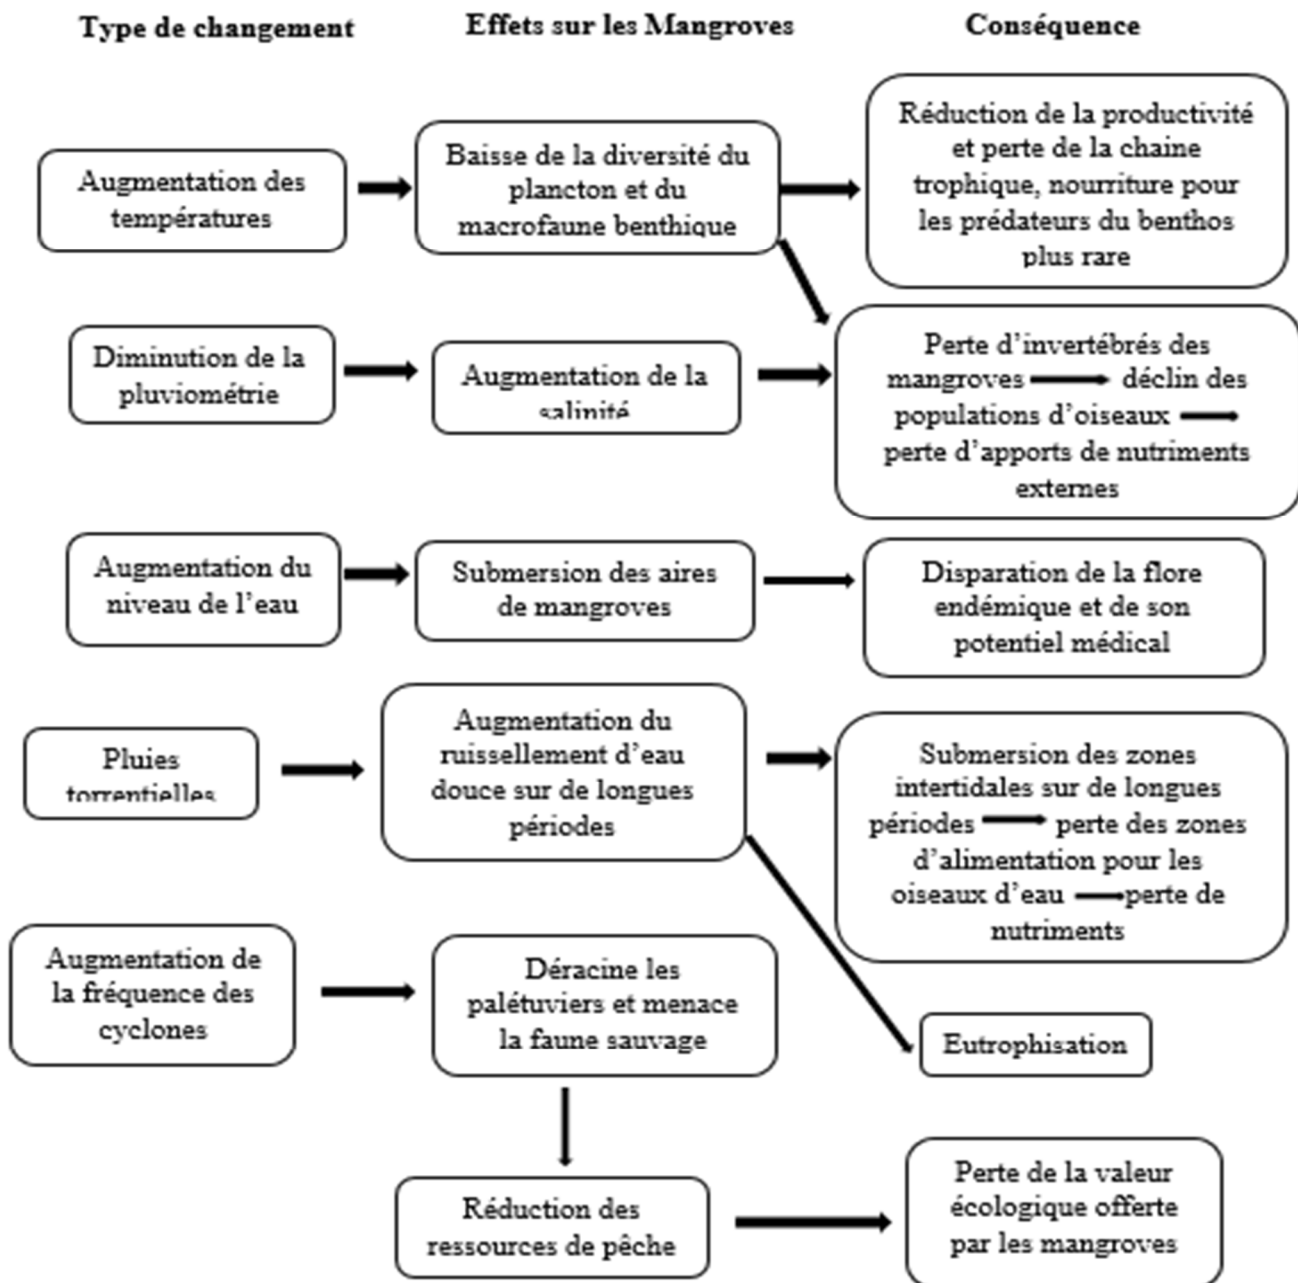 Type de changement
Effets sur les Mangroves
Conséquence
Augmentation des
températures
Baisse de la diversité du
plancton et du
macrofaune benthique
Réduction de la productivité
et perte de la chaine
trophique, nourriture pour
les prédateurs du benthos
plus rare
Diminution de la
pluviométrie
Augmentation de la
salinité
Perte d'invertébrés des
mangroves déclin des
populations d'oiseaux
perte d'apports de nutriments
externes
Augmentation du
niveau de l'eau
Submersion des aires
de mangroves
Disparation de la flore
endémique et de son
potentiel médical
Pluies
torrentielles
Augmentation du
ruissellement d'eau
douce sur de longues
périodes
Submersion des zones
intertidales sur de longues
périodes perte des zones
d'alimentation pour les
oiseaux d'eau perte de
nutriments
Eutrophisation
Augmentation de
la fréquence des
cyclones
Déracine les
palétuviers et menace
la faune sauvage
Réduction des
ressources de pêche
Perte de la valeur
écologique offerte
par les mangroves